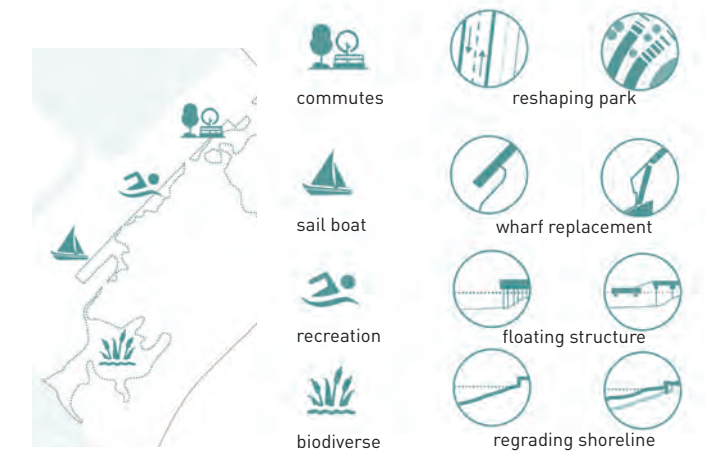 commutes
reshaping park
sail boat
wharf replacement
recreation
floating structure
biodiverse
regrading shoreline